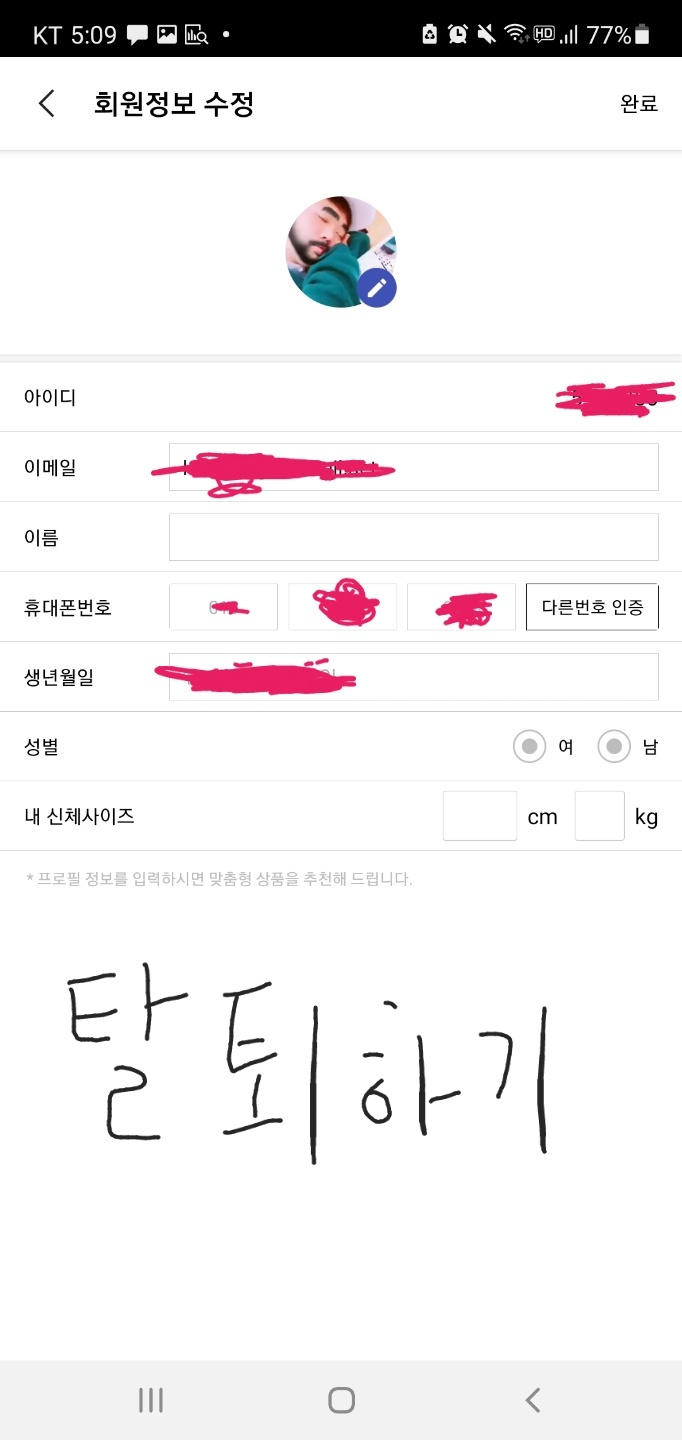 KT 5:09
HD 77%
회원정보 수정
완료
아이디
이메일
이름
휴대폰번호
다른번호 인증
생년월일
성별
여 남
내 신체사이즈
cm kg
* 프로필 정보를 입력하시면 맞춤형 상품을 추천해 드립니다.
탈퇴하기